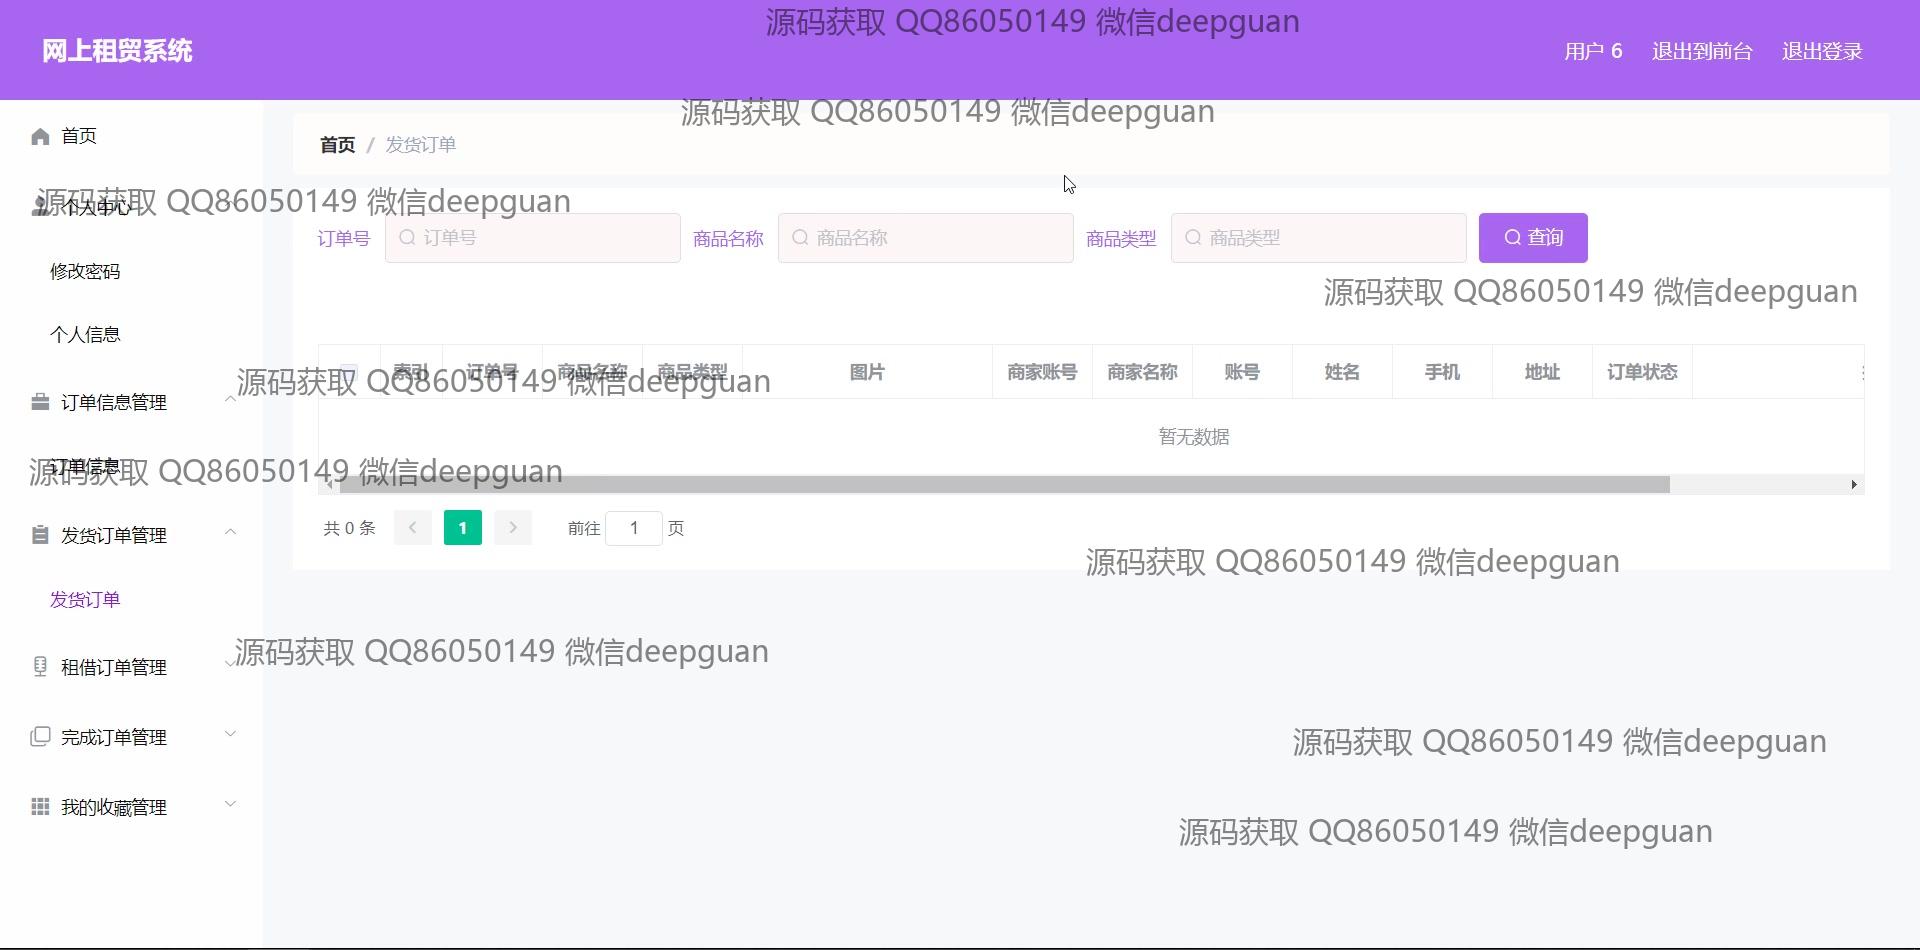 源码获取 QQ86050149 微信deepguan
网上租贸系统
用户 6 退出到前台 退出登录
源码获取 QQ86050149 微信deepguan
首页
首页 / 发货订单
源码获取 QQ86050149 微信deepguan
个人中心
订单号 订单号 商品名称 商品名称 商品类型 商品类型 查询
修改密码
源码获取 QQ86050149 微信deepguan
个人信息
索引 订单号 商品名称 商品类型 图片 商家账号 商家名称 账号 姓名 手机 地址 订单状态
源码获取 QQ86050149 微信deepguan
订单信息管理
暂无数据
订单信息
源码获取 QQ86050149 微信deepguan
共 0 条 1 前往 1 页
发货订单管理
源码获取 QQ86050149 微信deepguan
发货订单
源码获取 QQ86050149 微信deepguan
租借订单管理
完成订单管理
源码获取 QQ86050149 微信deepguan
我的收藏管理
源码获取 QQ86050149 微信deepguan